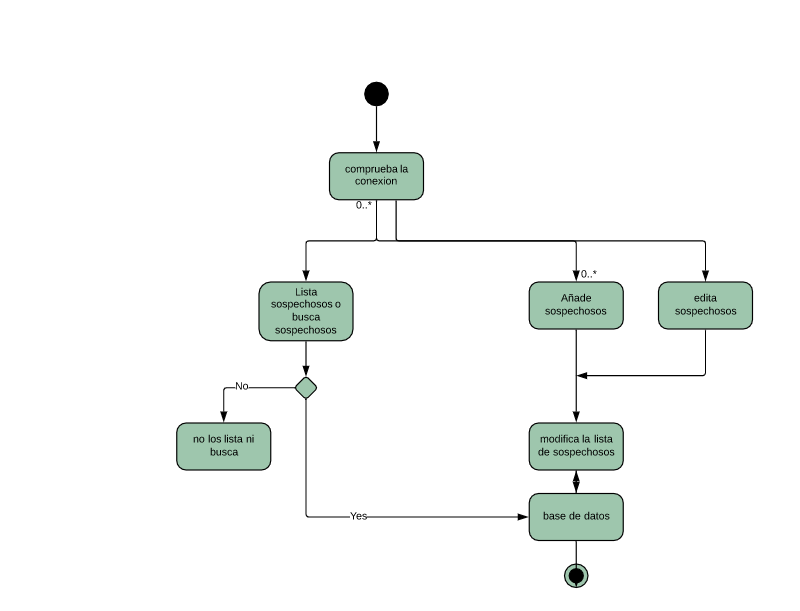 comprueba la
conexion
0..*
0..*
Lista
sospechosos o
busca
sospechosos
Añade
sospechosos
edita
sospechosos
No
no los lista ni
busca
modifica la lista
de sospechosos
Yes
base de datos